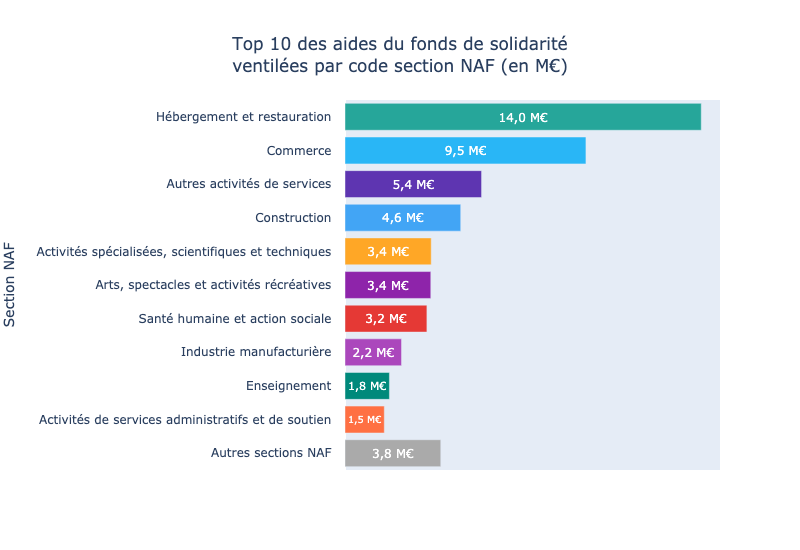 Top 10 des aides du fonds de solidarité
ventilées par code section NAF (en M€)
Section NAF
Hébergement et restauration 14,0 M€
Commerce 9,5 M€
Autres activités de services 5,4 M€
Construction 4,6 M€
Activités spécialisées, scientifiques et techniques 3,4 M€
Arts, spectacles et activités récréatives 3,4 M€
Santé humaine et action sociale 3,2 M€
Industrie manufacturière 2,2 M€
Enseignement 1,8 M€
Activités de services administratifs et de soutien 1,5 M€
Autres sections NAF 3,8 M€